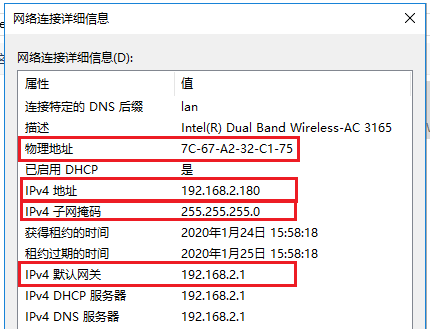 网络连接详细信息
网络连接详细信息(D):
属性 值
连接特定的 DNS 后缀 lan
描述 Intel(R) Dual Band Wireless-AC 3165
物理地址 7C-67-A2-32-C1-75
已启用 DHCP 是
IPv4 地址 192.168.2.180
IPv4 子网掩码 255.255.255.0
获得租约的时间 2020年1月24日 15:58:18
租约过期的时间 2020年1月25日 15:58:18
IPv4 默认网关 192.168.2.1
IPv4 DHCP 服务器 192.168.2.1
IPv4 DNS 服务器 192.168.2.1